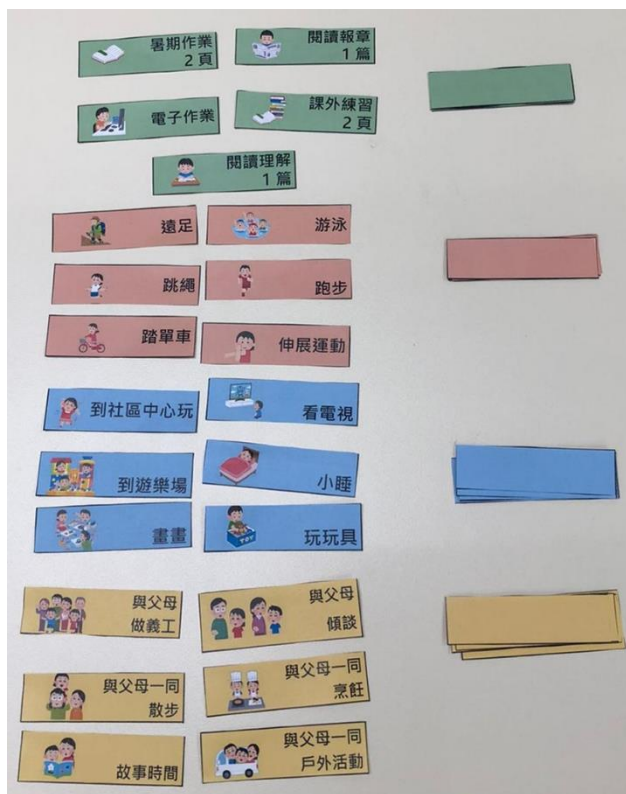 暑期作業
2 頁
閱讀報章
1 篇
電子作業
課外練習
2 頁
閱讀理解
1 篇
遠足
游泳
跳繩
跑步
踏單車
伸展運動
到社區中心玩
看電視
到遊樂場
小睡
畫畫
玩玩具
與父母
做義工
與父母
傾談
與父母一同
散步
與父母一同
烹飪
故事時間
與父母一同
戶外活動